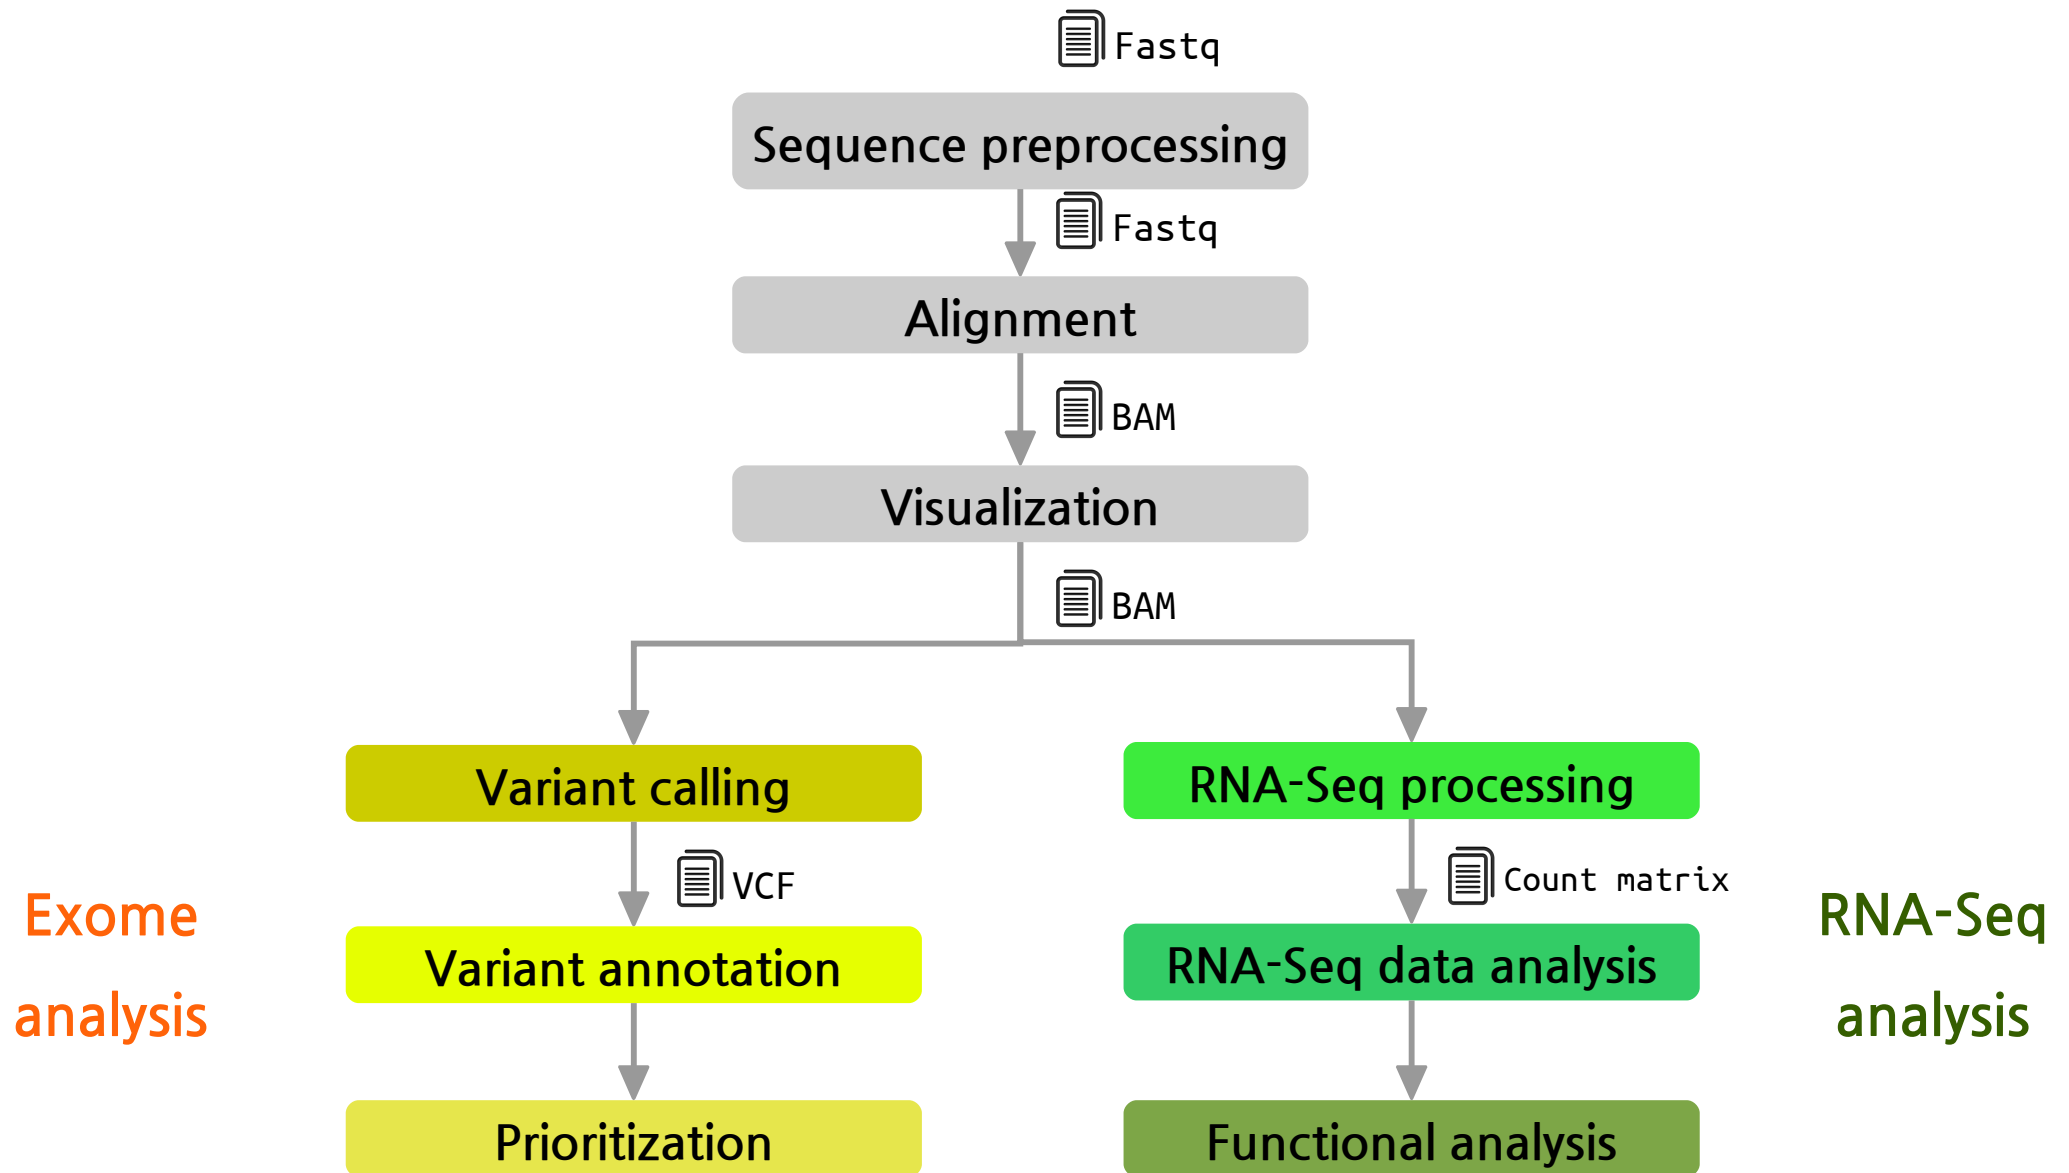 Fastq
Sequence preprocessing
Fastq
Alignment
BAM
Visualization
BAM
Variant calling
RNA-Seq processing
VCF
Count matrix
Exome
analysis
RNA-Seq
analysis
Variant annotation
RNA-Seq data analysis
Prioritization
Functional analysis